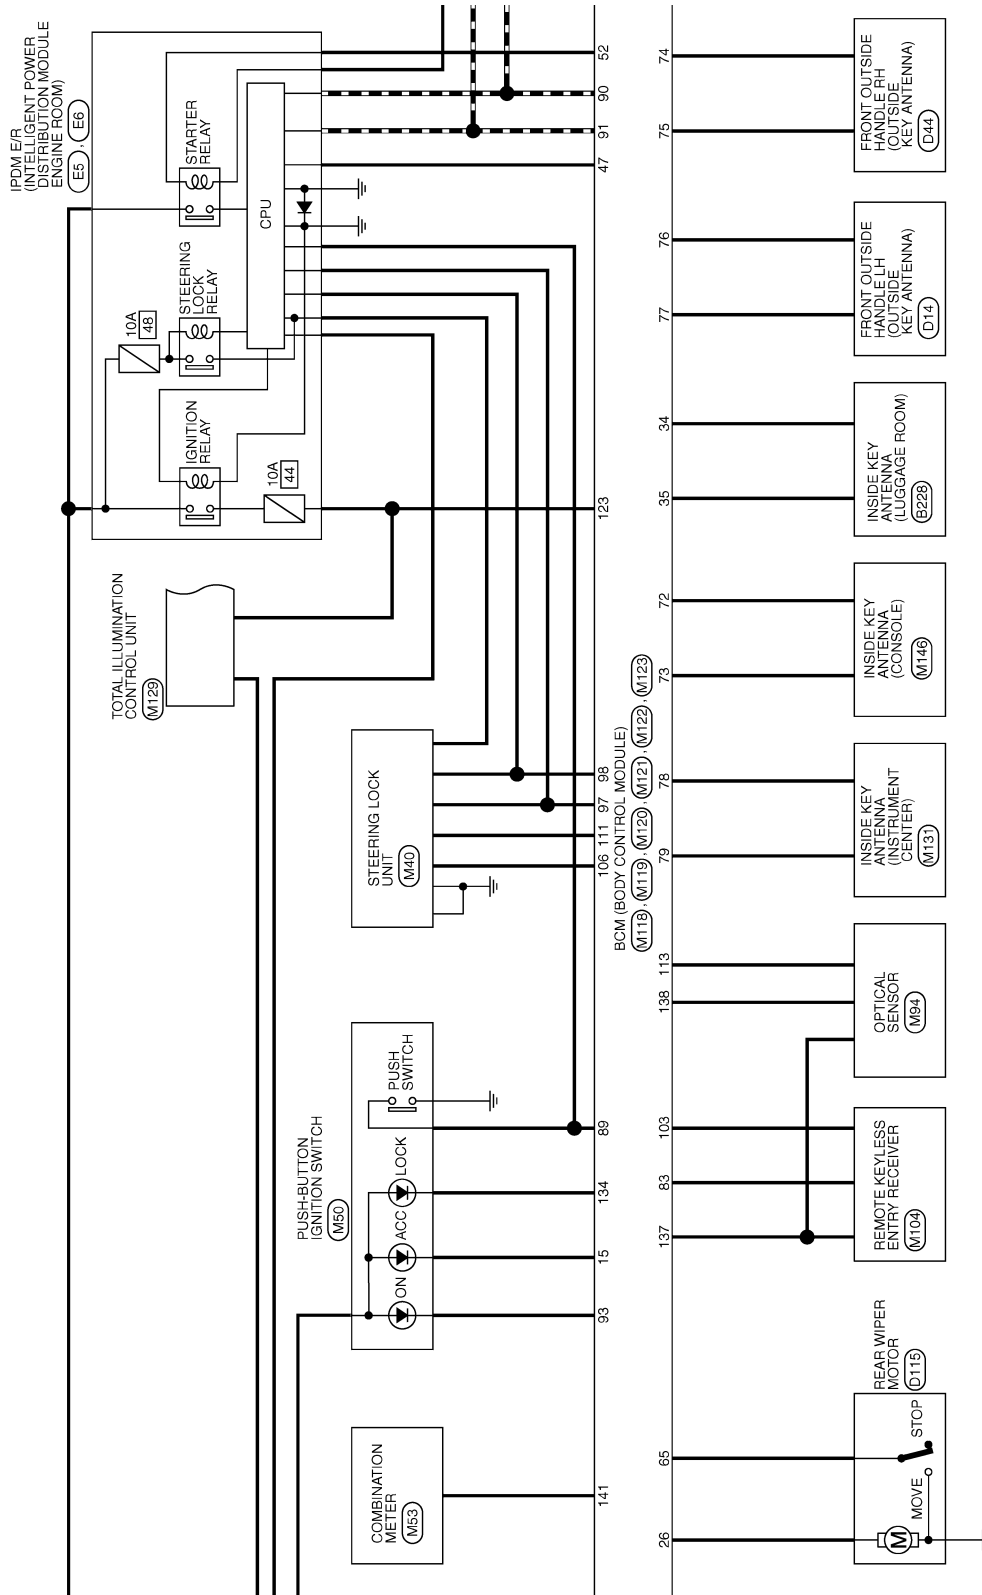 IPDM E/R
(INTELLIGENT POWER
DISTRIBUTION MODULE
ENGINE ROOM)
E5 , E6
STARTER
RELAY
CPU
STEERING
LOCK
RELAY
10A
48
IGNITION
RELAY
10A
44
52
90
91
47
123
TOTAL ILLUMINATION
CONTROL UNIT
M129
STEERING LOCK
UNIT
M40
98
97
111
106
PUSH-BUTTON
IGNITION SWITCH
M50
PUSH
SWITCH
LOCK
ACC
ON
89
134
15
93
COMBINATION
METER
M53
141
BCM (BODY CONTROL MODULE)
M118 , M119 , M120 , M121 , M122 , M123
74
75
FRONT OUTSIDE
HANDLE RH
(OUTSIDE
KEY ANTENNA)
D44
76
77
FRONT OUTSIDE
HANDLE LH
(OUTSIDE
KEY ANTENNA)
D14
34
35
INSIDE KEY
ANTENNA
(LUGGAGE ROOM)
B228
72
73
INSIDE KEY
ANTENNA
(CONSOLE)
M146
78
79
INSIDE KEY
ANTENNA
(INSTRUMENT
CENTER)
M131
113
138
OPTICAL
SENSOR
M94
103
83
137
REMOTE KEYLESS
ENTRY RECEIVER
M104
REAR WIPER
MOTOR
D115
65
26
STOP
MOVE
M